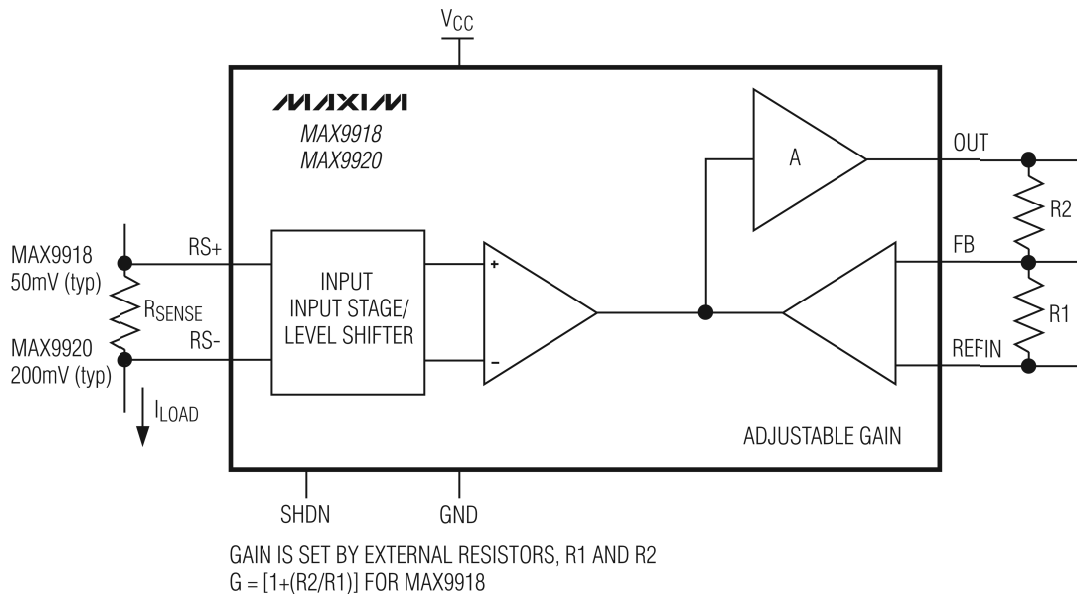 VCC
MAXIM
MAX9918
MAX9920
A
OUT
R2
FB
R1
REFIN
RS+
MAX9918
50mV (typ)
RSENSE
RS-
MAX9920
200mV (typ)
ILOAD
INPUT
INPUT STAGE/
LEVEL SHIFTER
+
-
ADJUSTABLE GAIN
SHDN
GND
GAIN IS SET BY EXTERNAL RESISTORS, R1 AND R2
G = [1+(R2/R1)] FOR MAX9918